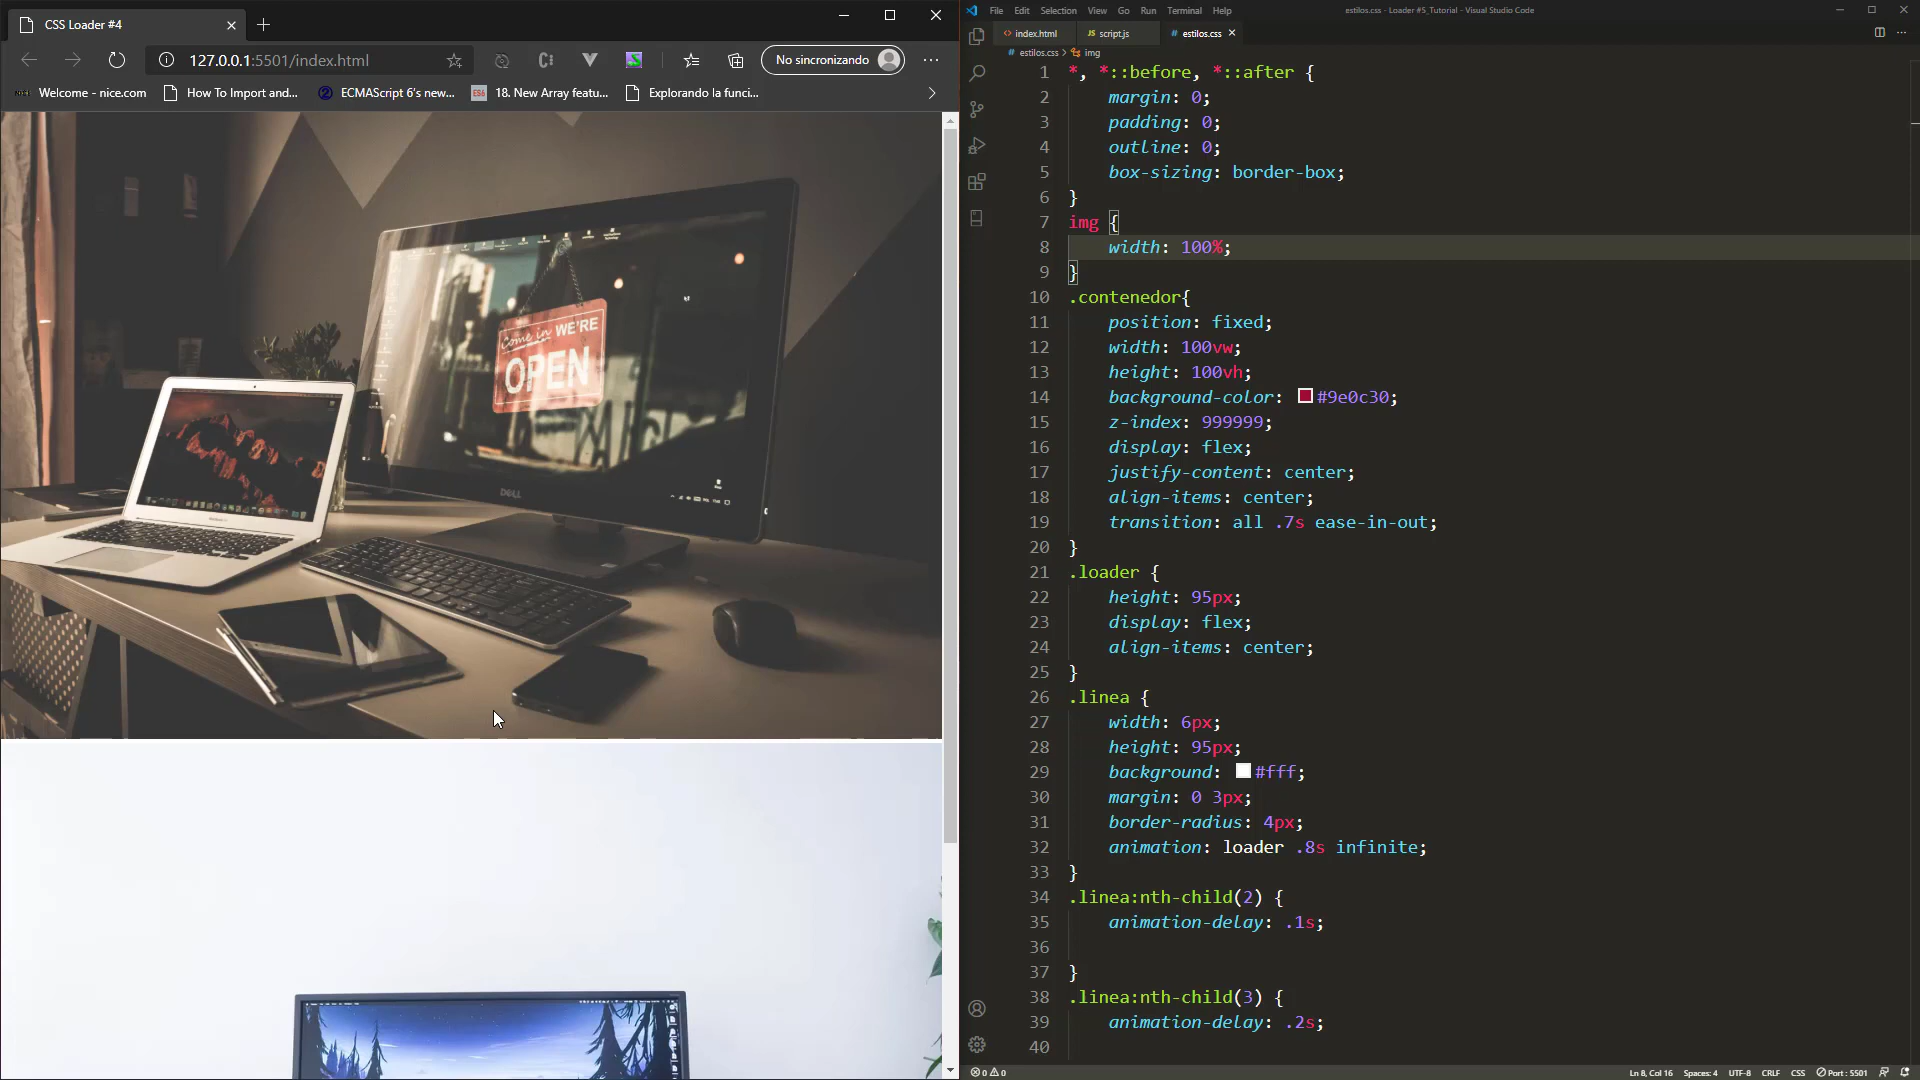 CSS Loader #4
127.0.0.1:5501/index.html
No sincronizando
Welcome - nice.com
How To Import and...
ECMAScript 6's new...
18. New Array featu...
Explorando la funci...
Come in WE'RE
OPEN
DELL
File Edit Selection View Go Run Terminal Help
estilos.css - Loader #5_Tutorial - Visual Studio Code
index.html
JS script.js
# estilos.css
# estilos.css > img
1 *, *::before, *::after {
2 margin: 0;
3 padding: 0;
4 outline: 0;
5 box-sizing: border-box;
6 }
7 img {
8 width: 100%;
9 }
10 .contenedor{
11 position: fixed;
12 width: 100vw;
13 height: 100vh;
14 background-color: #9e0c30;
15 z-index: 999999;
16 display: flex;
17 justify-content: center;
18 align-items: center;
19 transition: all .7s ease-in-out;
20 }
21 .loader {
22 height: 95px;
23 display: flex;
24 align-items: center;
25 }
26 .linea {
27 width: 6px;
28 height: 95px;
29 background: #fff;
30 margin: 0 3px;
31 border-radius: 4px;
32 animation: loader .8s infinite;
33 }
34 .linea:nth-child(2) {
35 animation-delay: .1s;
36
37 }
38 .linea:nth-child(3) {
39 animation-delay: .2s;
40
0 0
Ln 8, Col 16 Spaces: 4 UTF-8 CRLF CSS Port : 5501